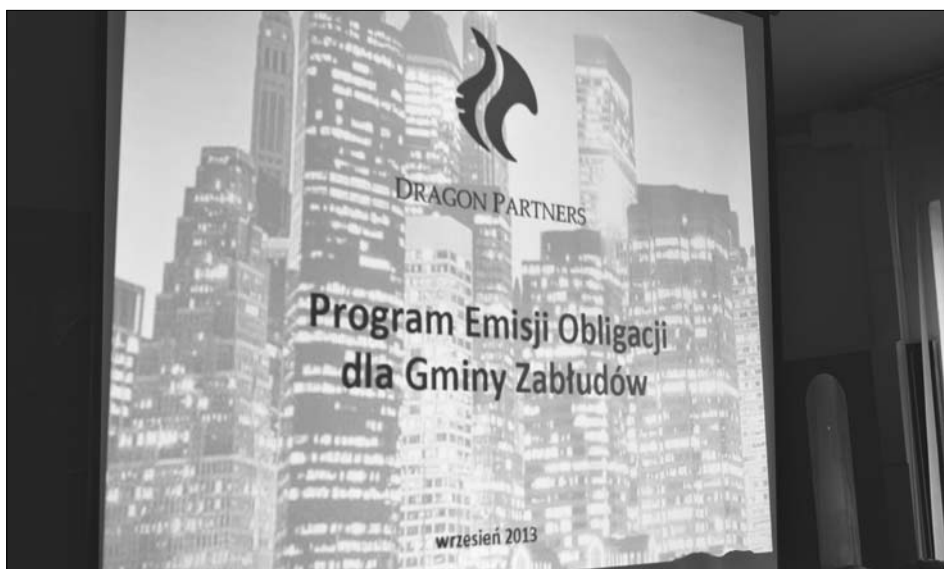 DRAGON PARTNERS
Program Emisji Obligacji
dla Gminy Zabłudów
wrzesień 2013